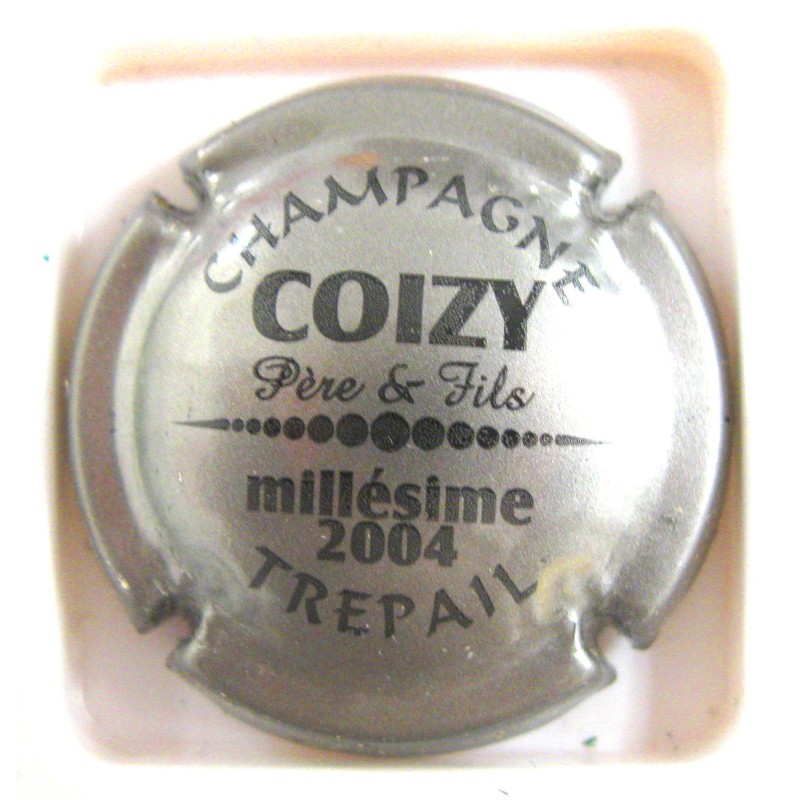 CHAMPAGNE
COIZY
Père & Fils
millésime
2004
TREPAIL